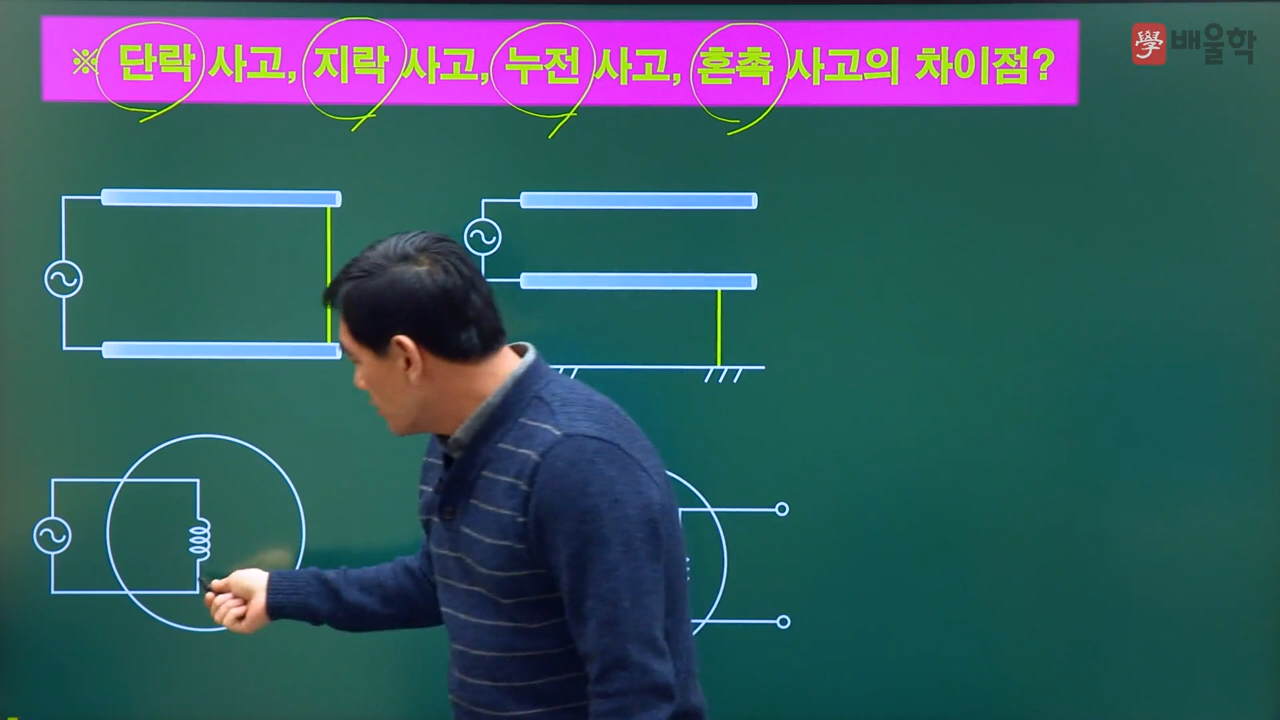 ※ 단락 사고, 지락 사고, 누전 사고, 혼촉 사고의 차이점?
學 배울학